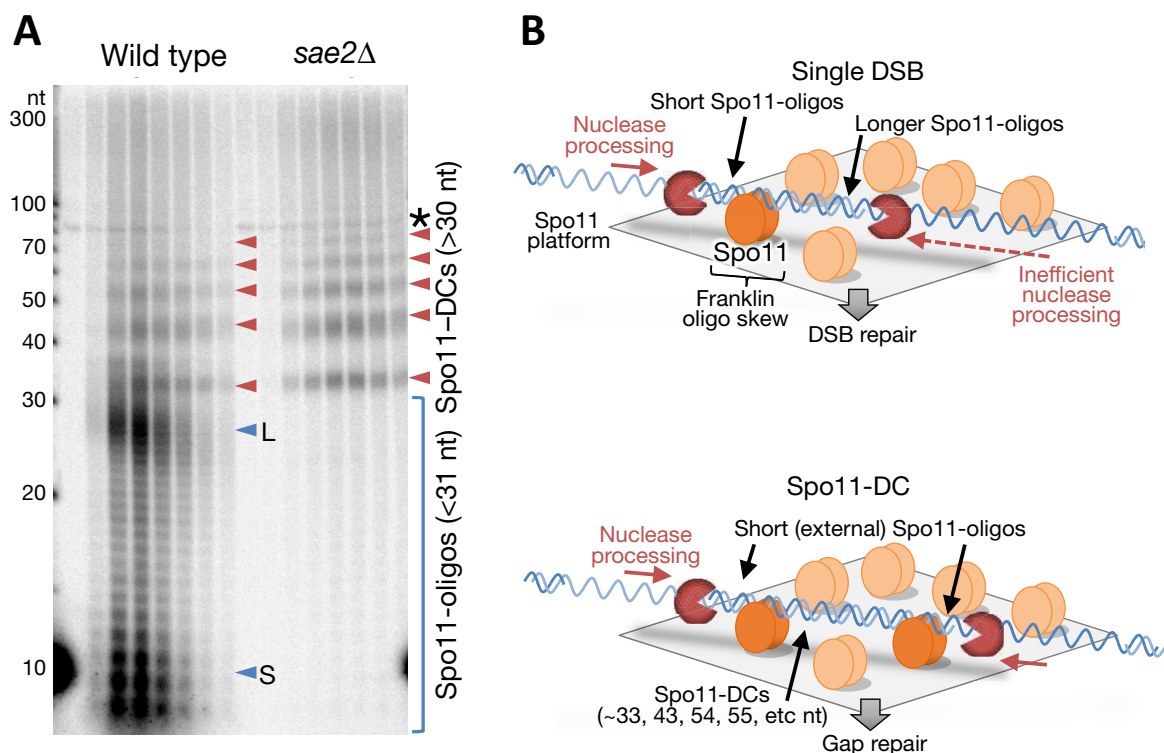 A
Wild type
sae2Δ
nt
300
100
70
50
40
30
20
10
*
L
S
Spo11-oligos (<31 nt)
Spo11–DCs (>30 nt)
B
Single DSB
Short Spo11-oligos
Nuclease
processing
Longer Spo11-oligos
Spo11
platform
Spo11
Franklin
oligo skew
Inefficient
nuclease
processing
DSB repair
Spo11-DC
Short (external) Spo11-oligos
Nuclease
processing
Spo11-DCs
(~33, 43, 54, 55, etc nt)
Gap repair